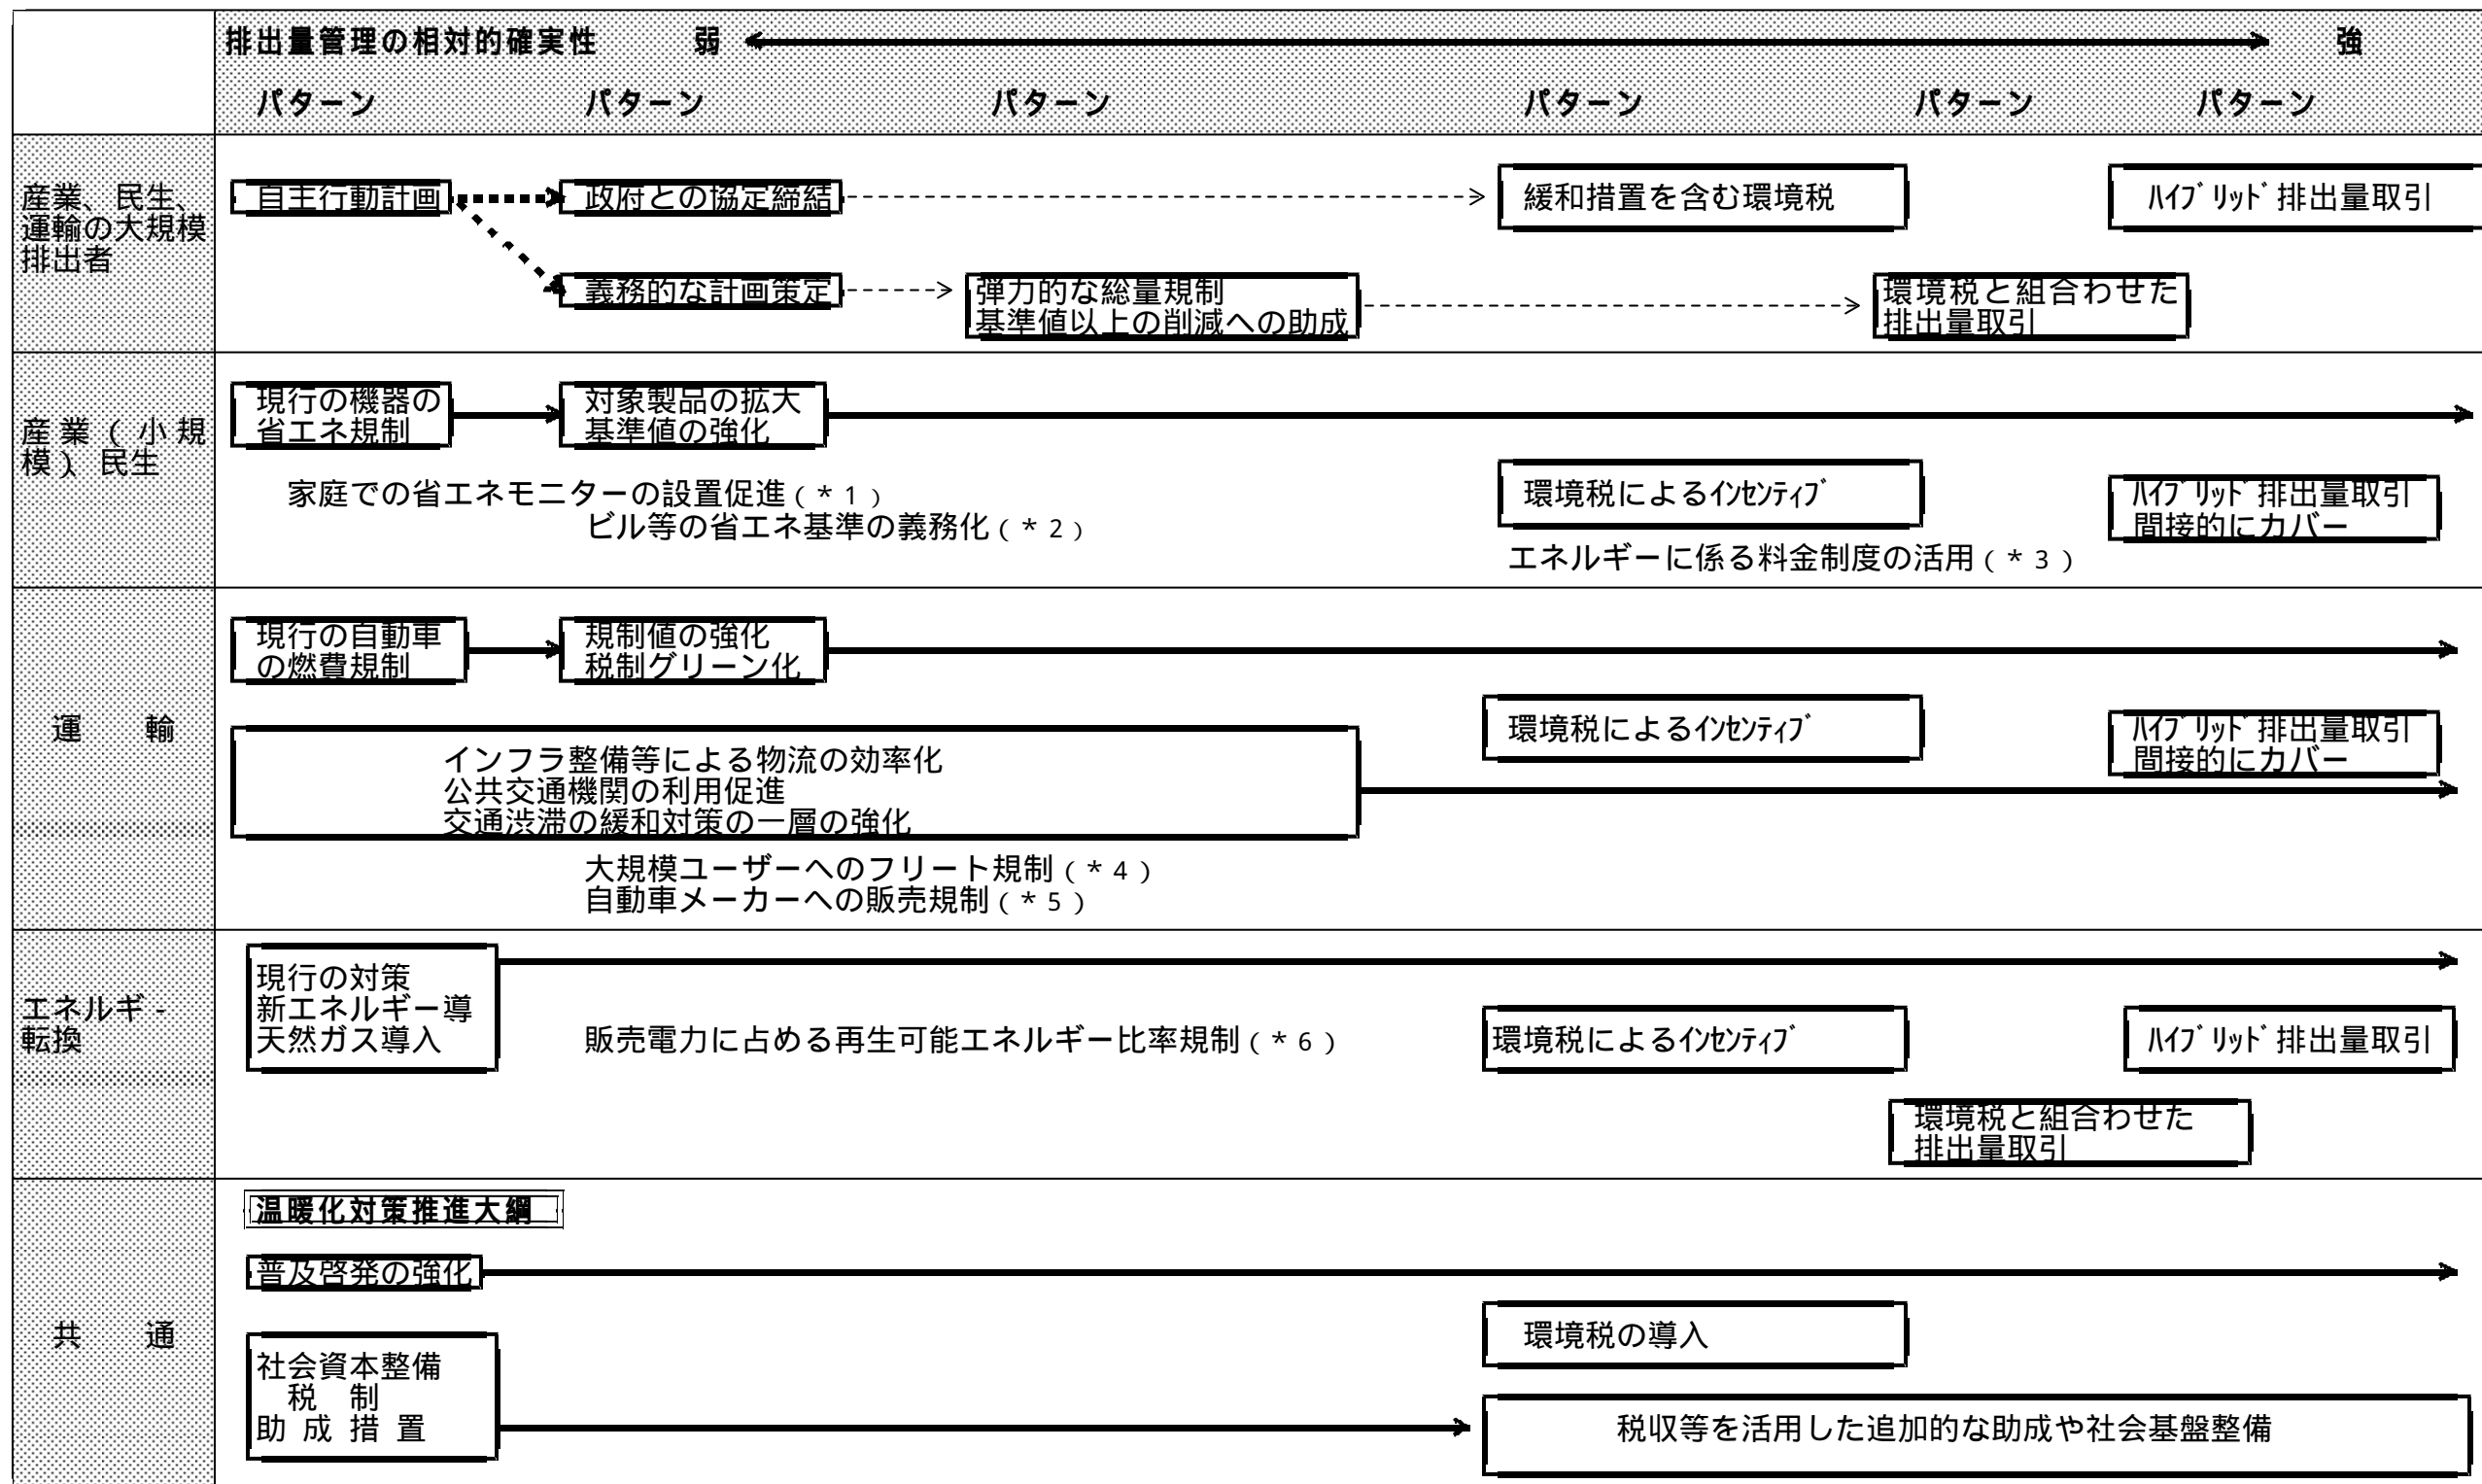 排出量管理の相対的確実性 弱 強
パターン パターン パターン パターン パターン パターン
産業、民生、
運輸の大規模
排出者
自主行動計画
政府との協定締結
緩和措置を含む環境税
ﾊｲﾌﾞﾘｯﾄﾞ排出量取引
義務的な計画策定
弾力的な総量規制
基準値以上の削減への助成
環境税と組合わせた
排出量取引
産業（小規
模）、民生
現行の機器の
省エネ規制
対象製品の拡大
基準値の強化
家庭での省エネモニターの設置促進（＊1）
ビル等の省エネ基準の義務化（＊2）
環境税によるｲﾝｾﾝﾃｨﾌﾞ
エネルギーに係る料金制度の活用（＊3）
ﾊｲﾌﾞﾘｯﾄﾞ排出量取引
間接的にカバー
運　　輸
現行の自動車
の燃費規制
規制値の強化
税制グリーン化
環境税によるｲﾝｾﾝﾃｨﾌﾞ
ﾊｲﾌﾞﾘｯﾄﾞ排出量取引
間接的にカバー
インフラ整備等による物流の効率化
公共交通機関の利用促進
交通渋滞の緩和対策の一層の強化
大規模ユーザーへのフリート規制（＊4）
自動車メーカーへの販売規制（＊5）
エネルギ-
転換
現行の対策
新エネルギー導
天然ガス導入
販売電力に占める再生可能エネルギー比率規制（＊6）
環境税によるｲﾝｾﾝﾃｨﾌﾞ
ﾊｲﾌﾞﾘｯﾄﾞ排出量取引
環境税と組合わせた
排出量取引
共　　通
温暖化対策推進大綱
普及啓発の強化
環境税の導入
社会資本整備
税　制
助 成 措 置
税収等を活用した追加的な助成や社会基盤整備